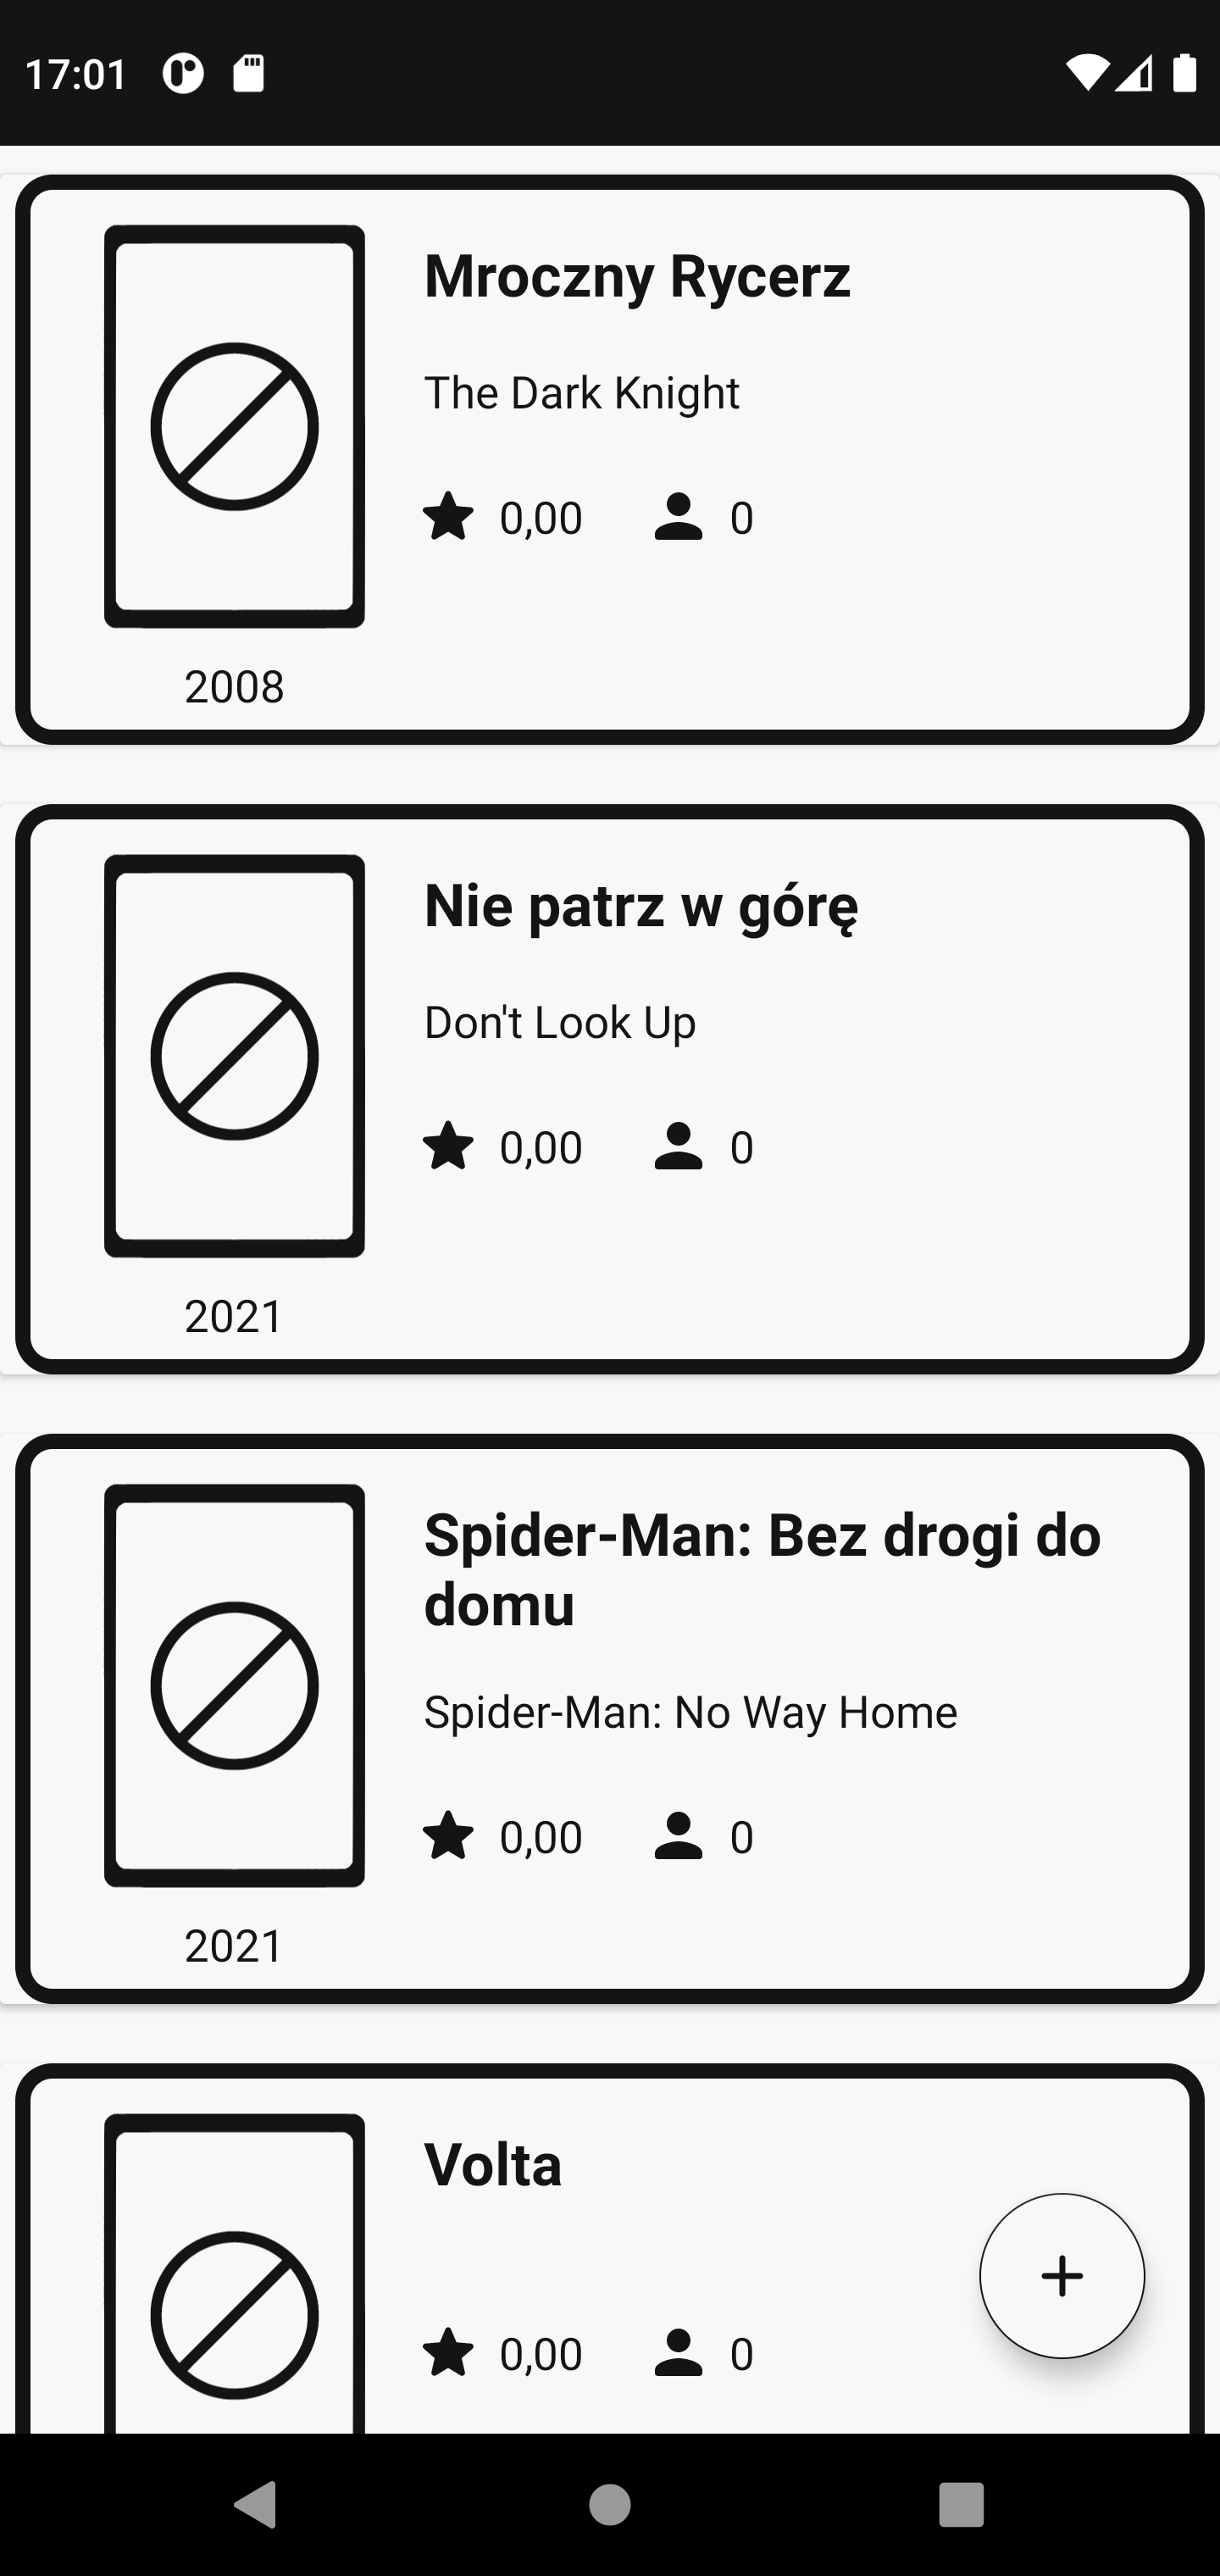 17:01
Mroczny Rycerz
The Dark Knight
0,00 0
2008
Nie patrz w górę
Don't Look Up
0,00 0
2021
Spider-Man: Bez drogi do
domu
Spider-Man: No Way Home
0,00 0
2021
Volta
0,00 0